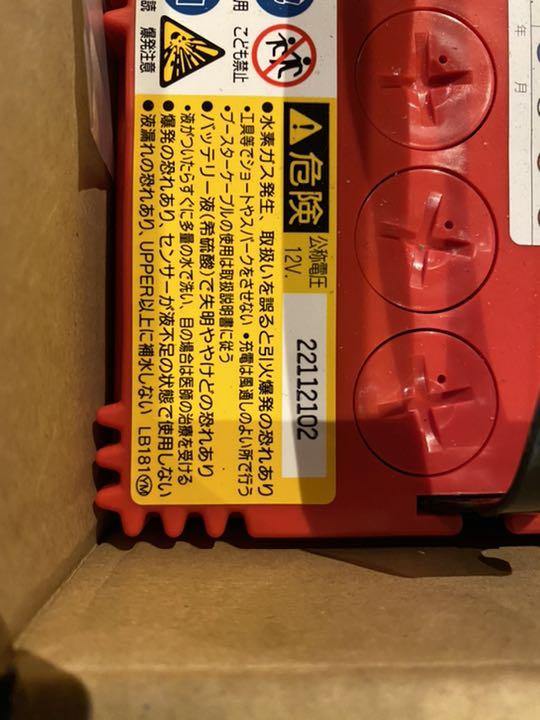 読
爆発注意
用
こども禁止
危険
公称電圧
12V
22112102
●水素ガス発生、取扱いを誤ると引火爆発の恐れあり
・工具等でショートやスパークをさせない ・充電は風通しのよい所で行う
・ブースターケーブルの使用は取扱説明書に従う
●バッテリー液(希硫酸)で失明ややけどの恐れあり
・液がついたらすぐに多量の水で洗い、目の場合は医師の治療を受ける
●爆発の恐れあり、センサーが液不足の状態で使用しない
●液漏れの恐れあり、UPPER以上に補水しない LB181 YM
年 月